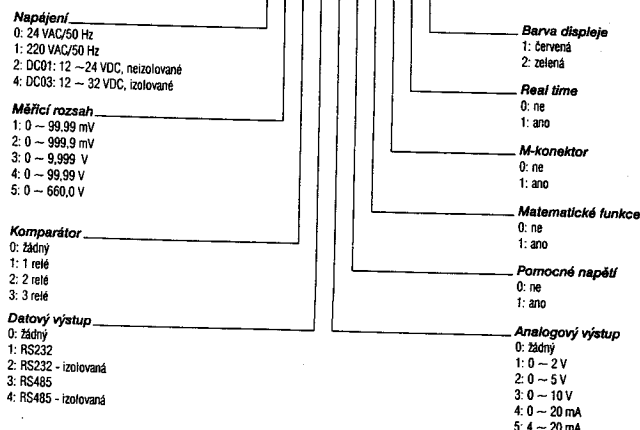 Napájení
0: 24 VAC/50 Hz
1: 220 VAC/50 Hz
2: DC01: 12 ~24 VDC, neizolované
4: DC03: 12 ~ 32 VDC, izolované
Měřicí rozsah
1: 0 ~ 99,99 mV
2: 0 ~ 999,9 mV
3: 0 ~ 9,999 V
4: 0 ~ 99,99 V
5: 0 ~ 660,0 V
Komparátor
0: žádný
1: 1 relé
2: 2 relé
3: 3 relé
Datový výstup
0: žádný
1: RS232
2: RS232 - izolovaná
3: RS485
4: RS485 - izolovaná
Barva displeje
1: červená
2: zelená
Real time
0: ne
1: ano
M-konektor
0: ne
1: ano
Matematické funkce
0: ne
1: ano
Pomocné napětí
0: ne
1: ano
Analogový výstup
0: žádný
1: 0 ~ 2 V
2: 0 ~ 5 V
3: 0 ~ 10 V
4: 0 ~ 20 mA
5: 4 ~ 20 mA